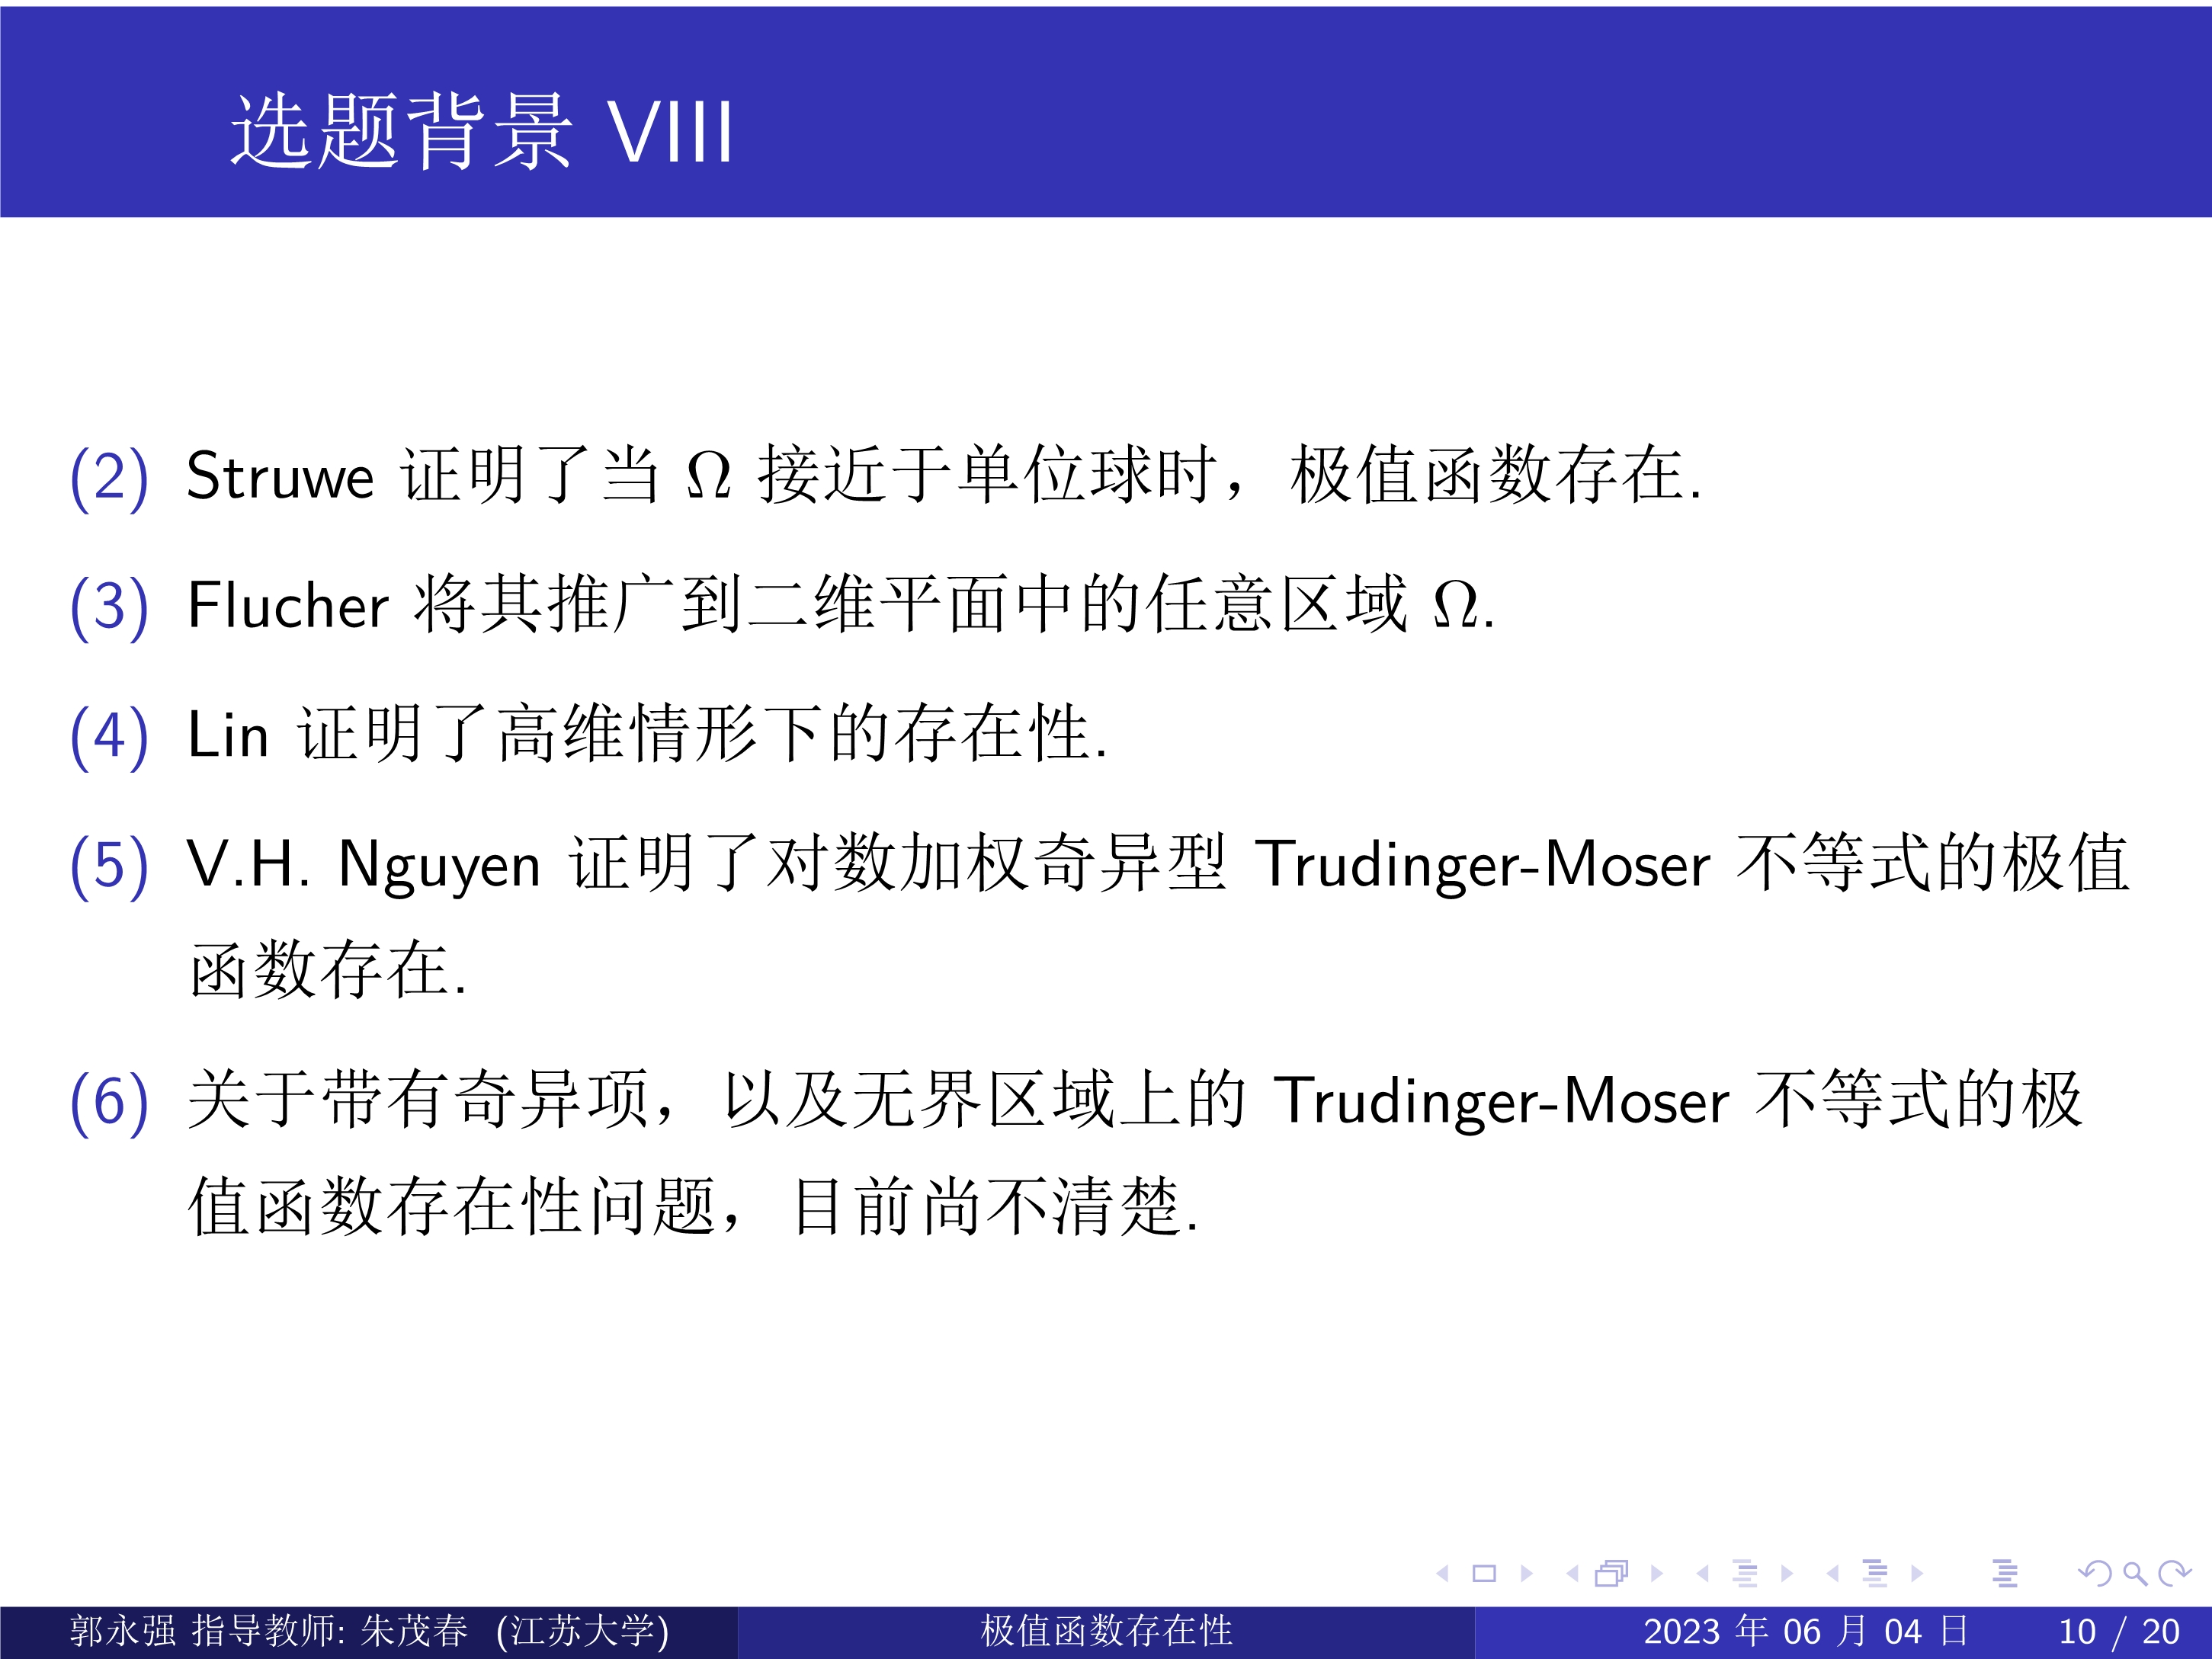 选题背景 VIII
(2) Struwe 证明了当 Ω 接近于单位球时，极值函数存在.
(3) Flucher 将其推广到二维平面中的任意区域 Ω.
(4) Lin 证明了高维情形下的存在性.
(5) V.H. Nguyen 证明了对数加权奇异型 Trudinger-Moser 不等式的极值
函数存在.
(6) 关于带有奇异项，以及无界区域上的 Trudinger-Moser 不等式的极
值函数存在性问题，目前尚不清楚.
郭永强 指导教师: 朱茂春 (江苏大学) 极值函数存在性 2023 年 06 月 04 日 10 / 20